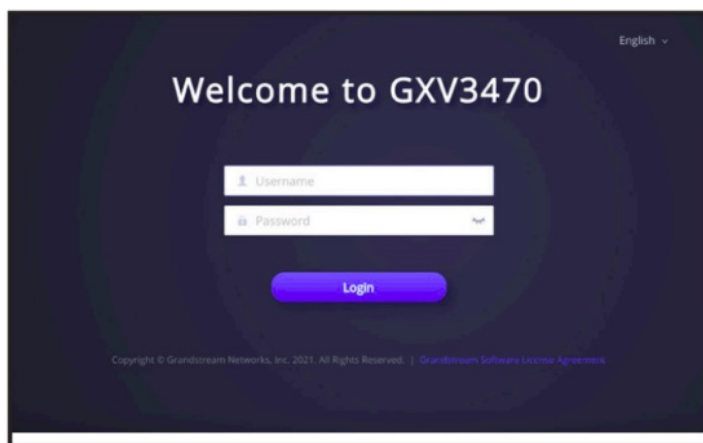 English
Welcome to GXV3470
Username
Password
Login
Copyright © Grandstream Networks, Inc. 2021. All Rights Reserved. | Grandstream Software License Agreement